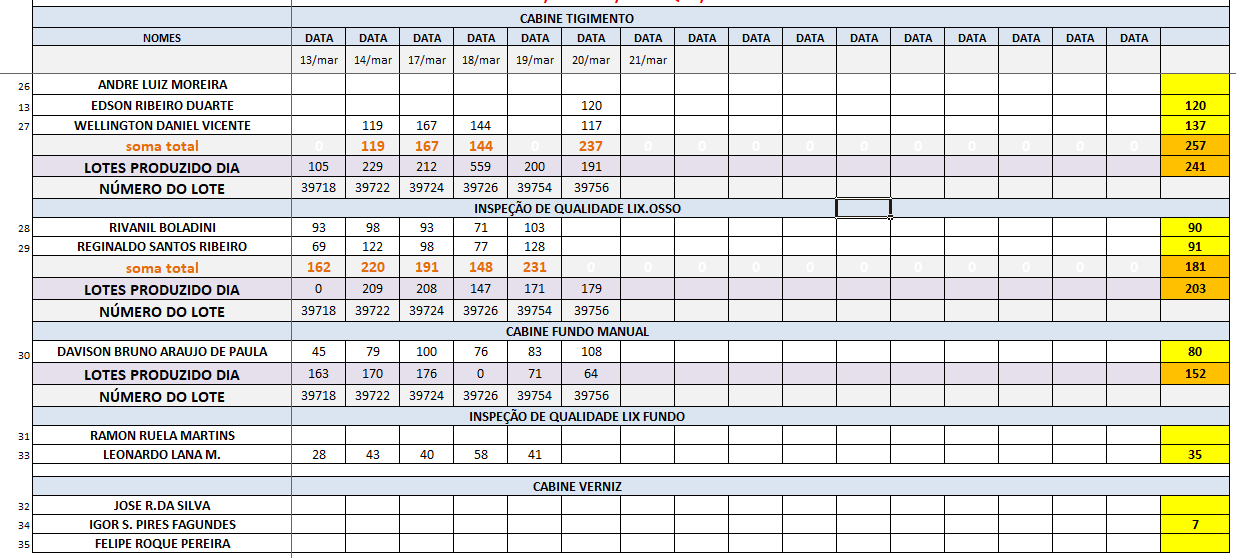 CABINE TIGIMENTO
NOMES DATA DATA DATA DATA DATA DATA DATA DATA DATA DATA DATA DATA DATA DATA DATA DATA
13/mar 14/mar 17/mar 18/mar 19/mar 20/mar 21/mar
26 ANDRE LUIZ MOREIRA
13 EDSON RIBEIRO DUARTE 120 120
27 WELLINGTON DANIEL VICENTE 119 167 144 117 137
soma total 0 119 167 144 0 237 0 0 0 0 0 0 0 0 0 0 257
LOTES PRODUZIDO DIA 105 229 212 559 200 191 241
NÚMERO DO LOTE 39718 39722 39724 39726 39754 39756
INSPEÇÃO DE QUALIDADE LIX.OSSO
28 RIVANIL BOLADINI 93 98 93 71 103 90
29 REGINALDO SANTOS RIBEIRO 69 122 98 77 128 91
soma total 162 220 191 148 231 0 0 0 0 0 0 0 0 0 0 0 181
LOTES PRODUZIDO DIA 0 209 208 147 171 179 203
NÚMERO DO LOTE 39718 39722 39724 39726 39754 39756
CABINE FUNDO MANUAL
30 DAVISON BRUNO ARAUJO DE PAULA 45 79 100 76 83 108 80
LOTES PRODUZIDO DIA 163 170 176 0 71 64 152
NÚMERO DO LOTE 39718 39722 39724 39726 39754 39756
INSPEÇÃO DE QUALIDADE LIX FUNDO
31 RAMON RUELA MARTINS
33 LEONARDO LANA M. 28 43 40 58 41 35
CABINE VERNIZ
32 JOSE R.DA SILVA
34 IGOR S. PIRES FAGUNDES 7
35 FELIPE ROQUE PEREIRA